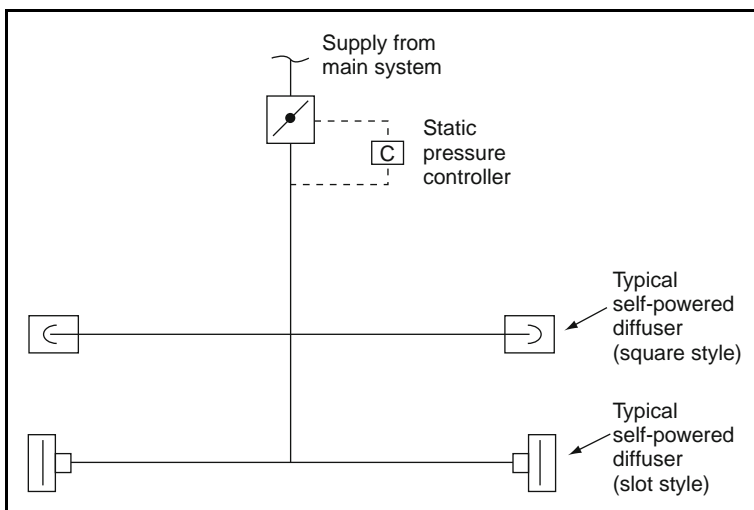 Supply from
main system
Static
pressure
controller
C
Typical
self-powered
diffuser
(square style)
Typical
self-powered
diffuser
(slot style)